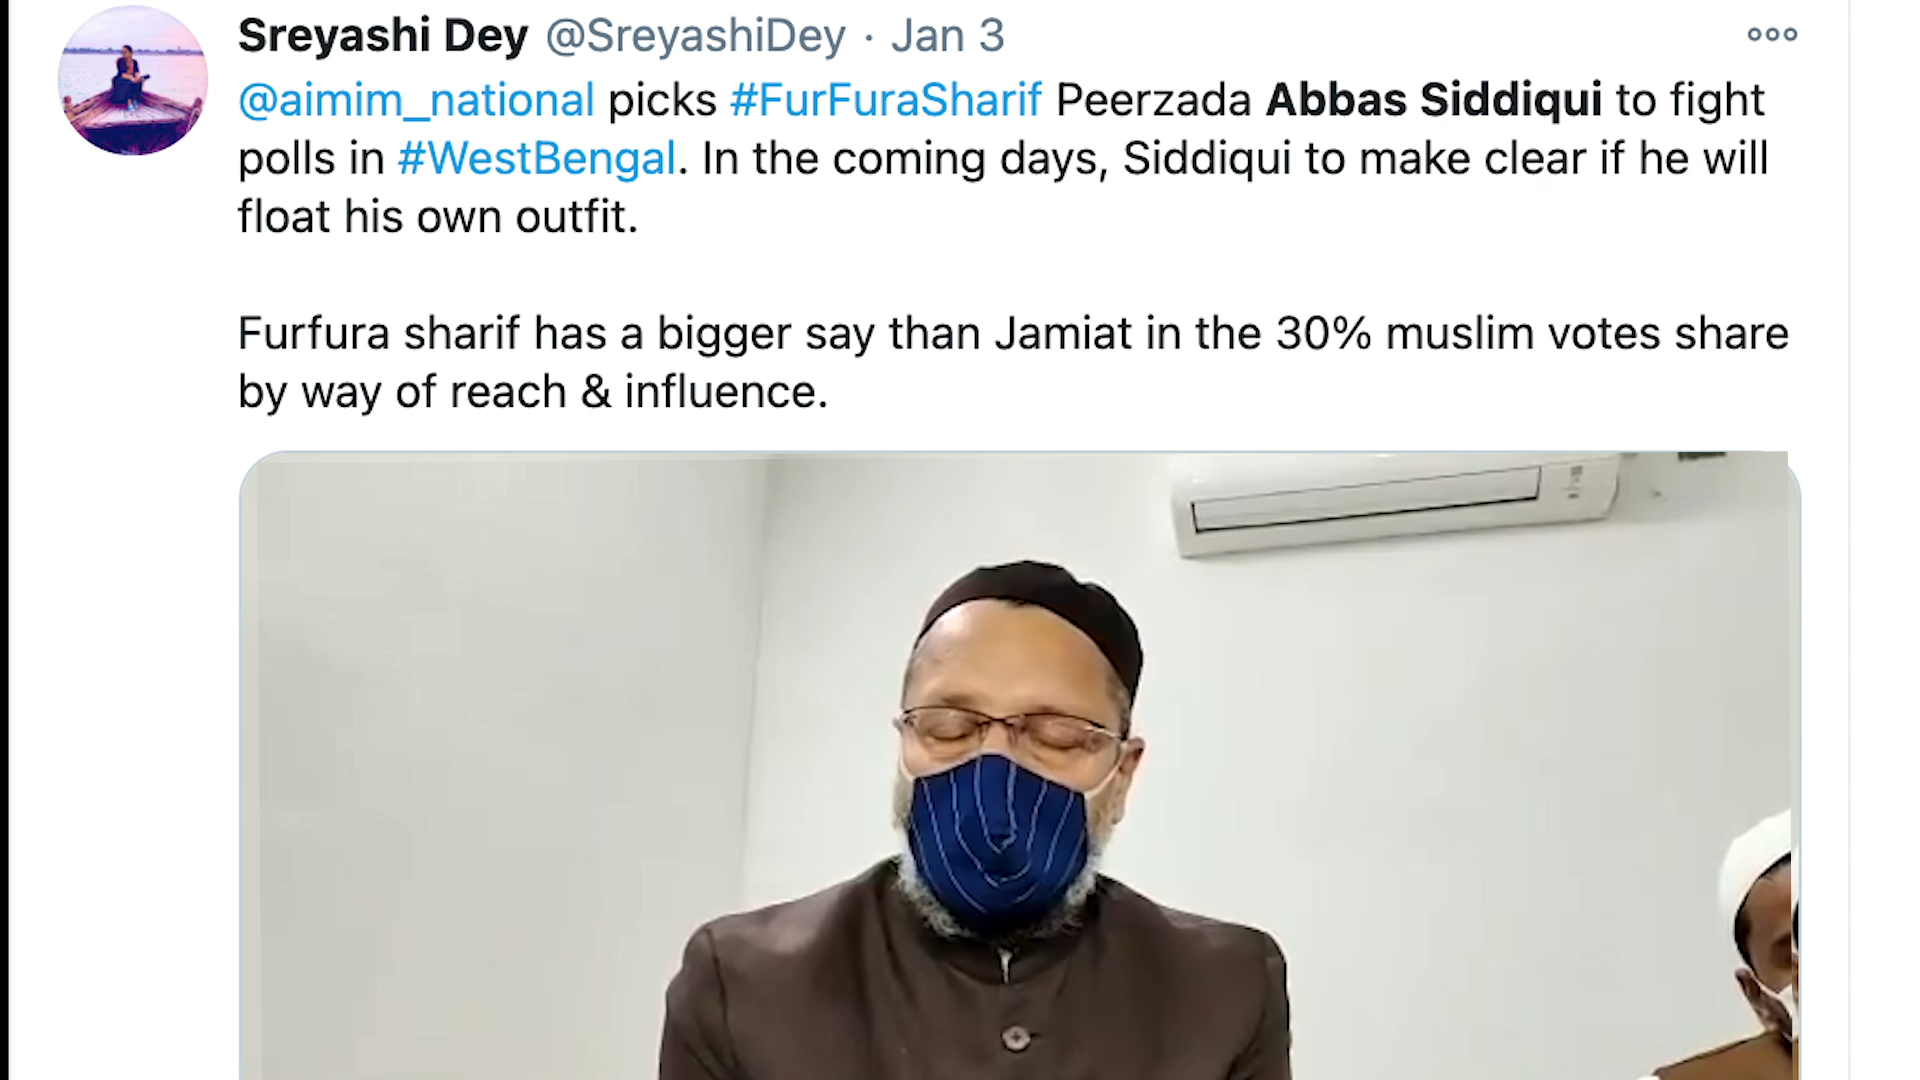 Sreyashi Dey @SreyashiDey · Jan 3
@aimim_national picks #FurFuraSharif Peerzada Abbas Siddiqui to fight
polls in #WestBengal. In the coming days, Siddiqui to make clear if he will
float his own outfit.
Furfura sharif has a bigger say than Jamiat in the 30% muslim votes share
by way of reach & influence.